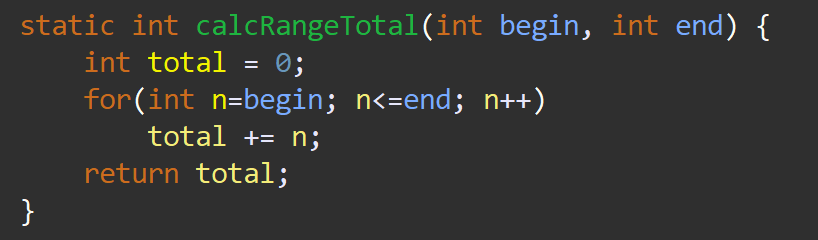 static int calcRangeTotal(int begin, int end) {
    int total = 0;
    for(int n=begin; n<=end; n++)
        total += n;
    return total;
}